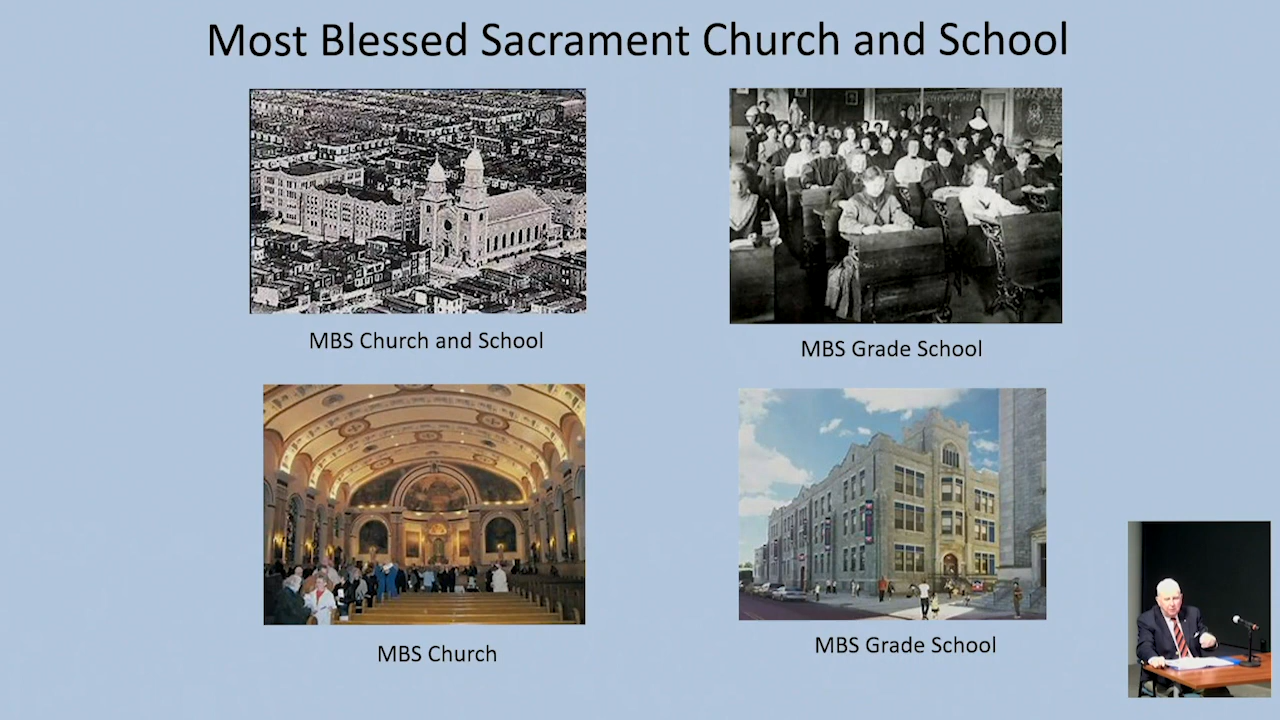 Most Blessed Sacrament Church and School
MBS Church and School
MBS Grade School
MBS Church
MBS Grade School